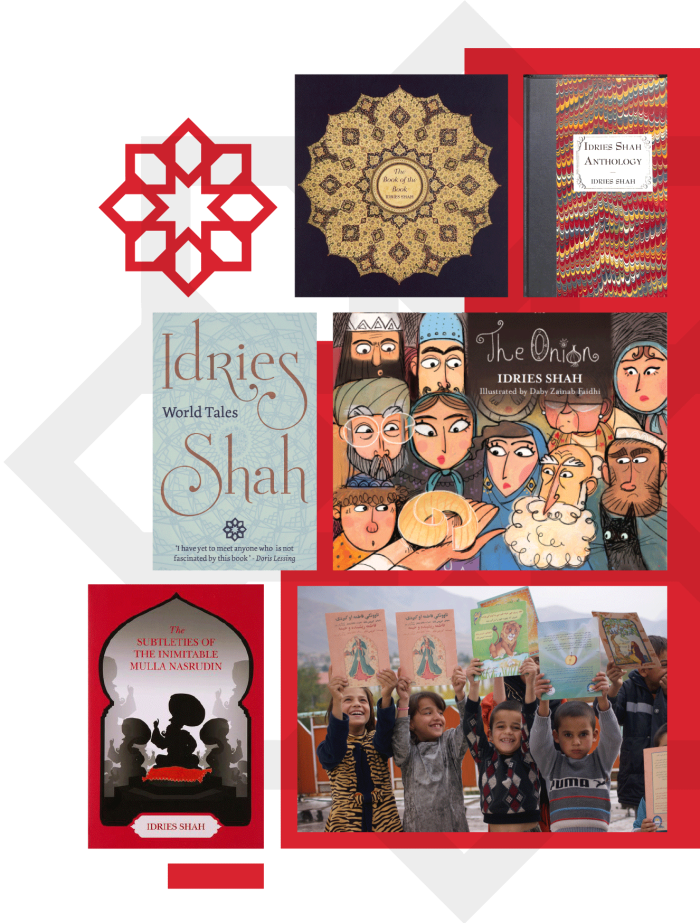 The
Book of the
Book
IDRIES SHAH
IDRIES SHAH
ANTHOLOGY
IDRIES SHAH
Idries
World Tales
Shah
'I have yet to meet anyone who is not
fascinated by this book' - Doris Lessing
The Onion
IDRIES SHAH
Illustrated by Daby Zainab Faidhi
The
SUBTLETIES OF
THE INIMITABLE
MULLA NASRUDIN
IDRIES SHAH
PUMA